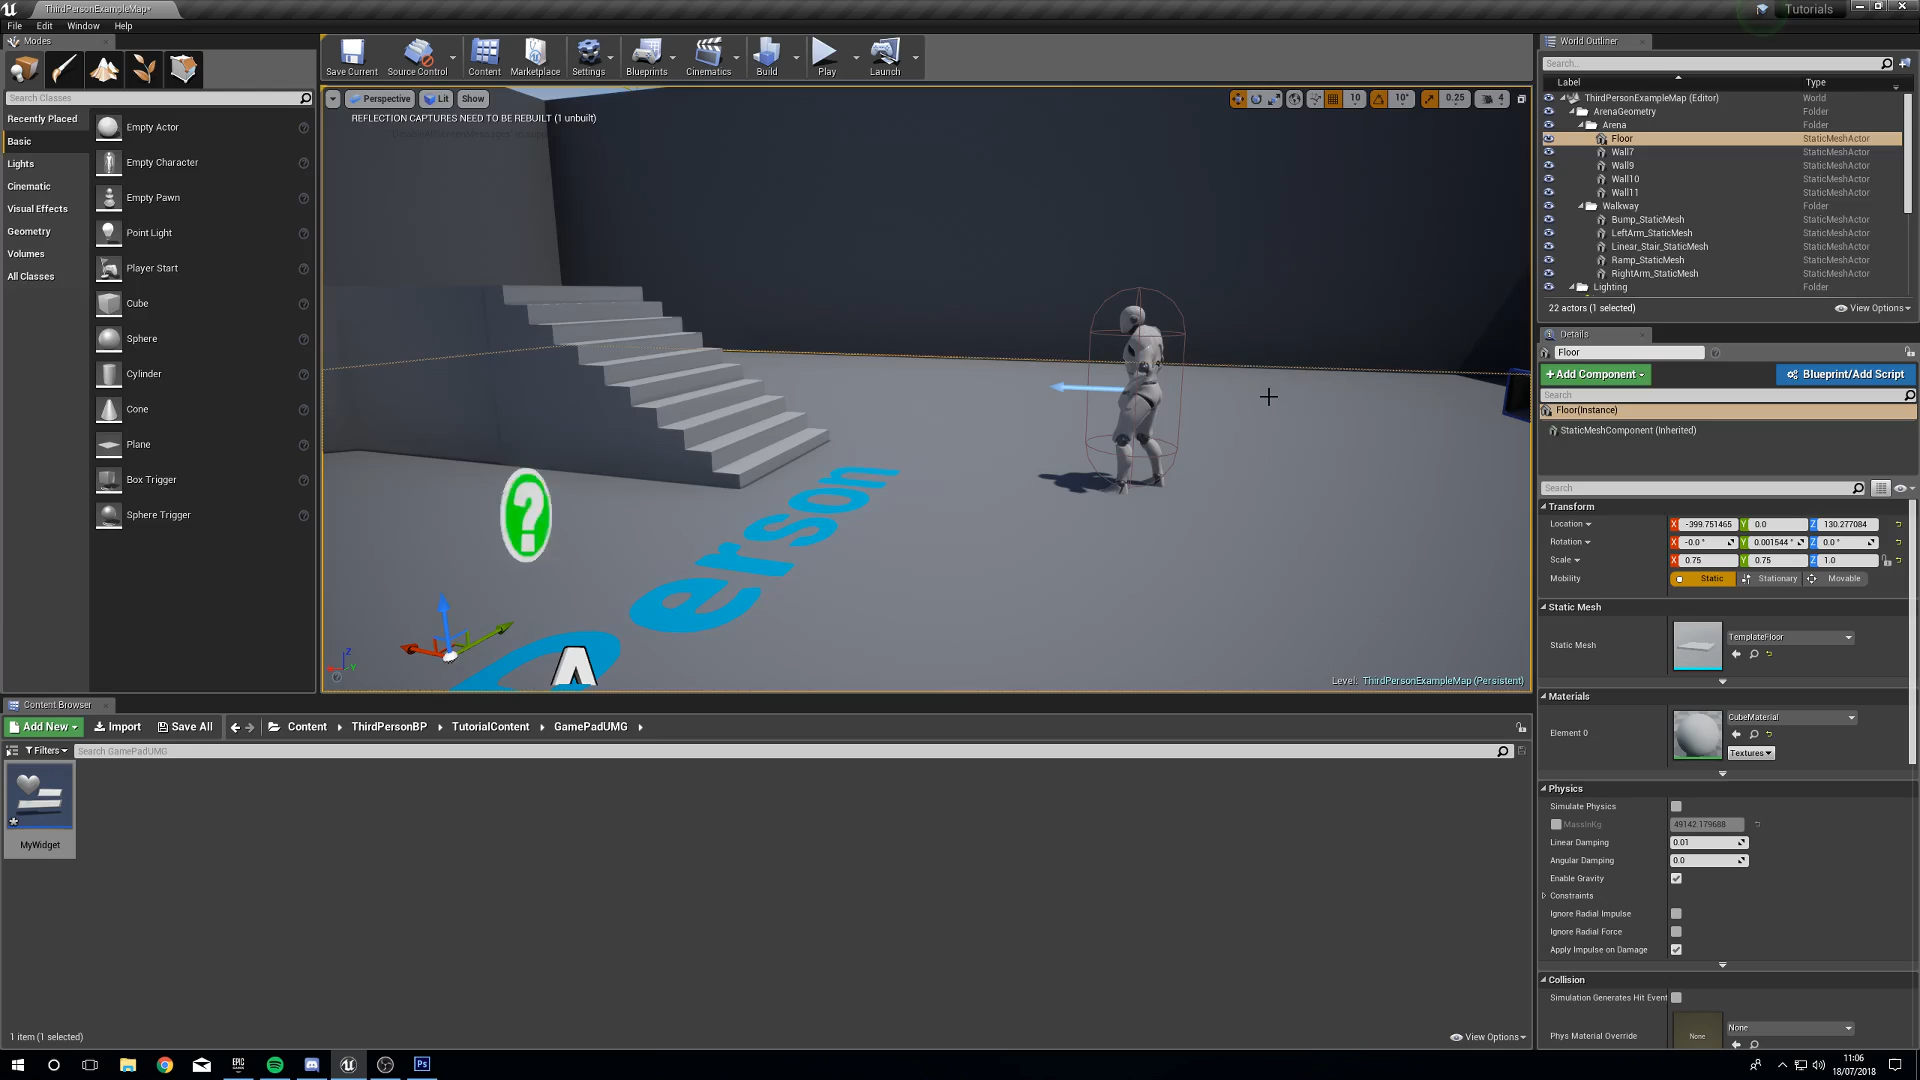 ThirdPersonExampleMap*
Tutorials
File Edit Window Help
Modes
Search Classes
Recently Placed
Basic
Lights
Cinematic
Visual Effects
Geometry
Volumes
All Classes
Empty Actor
Empty Character
Empty Pawn
Point Light
Player Start
Cube
Sphere
Cylinder
Cone
Plane
Box Trigger
Sphere Trigger
Save Current Source Control Content Marketplace Settings Blueprints Cinematics Build Play Launch
Perspective Lit Show
10 10° 0.25 4
REFLECTION CAPTURES NEED TO BE REBUILT (1 unbuilt)
?
erson
Z
Y
Level: ThirdPersonExampleMap (Persistent)
World Outliner
Search...
Label Type
ThirdPersonExampleMap (Editor) World
ArenaGeometry Folder
Arena Folder
Floor StaticMeshActor
Wall7 StaticMeshActor
Wall9 StaticMeshActor
Wall10 StaticMeshActor
Wall11 StaticMeshActor
Walkway Folder
Bump_StaticMesh StaticMeshActor
LeftArm_StaticMesh StaticMeshActor
Linear_Stair_StaticMesh StaticMeshActor
Ramp_StaticMesh StaticMeshActor
RightArm_StaticMesh StaticMeshActor
Lighting Folder
22 actors (1 selected) View Options
Details
Floor
+Add Component Blueprint/Add Script
Search
Floor(Instance)
StaticMeshComponent (Inherited)
Search
Transform
Location X -399.751465 Y 0.0 Z 130.277084
Rotation X -0.0 ° Y 0.001544 ° Z 0.0 °
Scale X 0.75 Y 0.75 Z 1.0
Mobility Static Stationary Movable
Static Mesh
Static Mesh TemplateFloor
Materials
Element 0 CubeMaterial
Textures
Physics
Simulate Physics
MassInKg 49142.179688
Linear Damping 0.01
Angular Damping 0.0
Enable Gravity
Constraints
Ignore Radial Impulse
Ignore Radial Force
Apply Impulse on Damage
Collision
Simulation Generates Hit Event
Phys Material Override None None
Content Browser
Add New Import Save All Content ThirdPersonBP TutorialContent GamePadUMG
Filters Search GamePadUMG
MyWidget
1 item (1 selected) View Options
EPIC GAMES Ps
11:06
18/07/2018